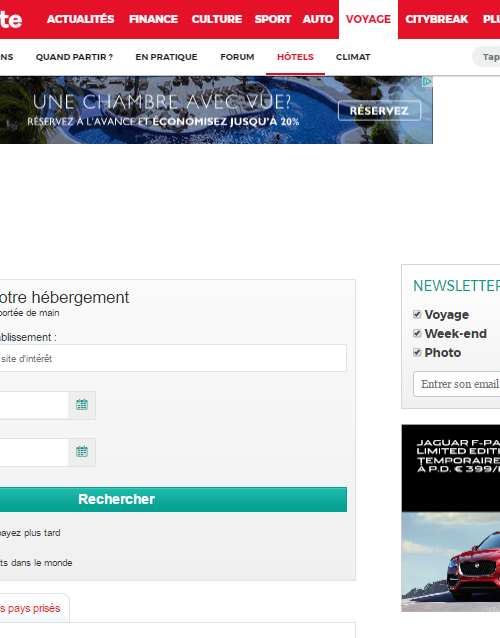 te ACTUALITÉS FINANCE CULTURE SPORT AUTO VOYAGE CITYBREAK PLU
NS QUAND PARTIR ? EN PRATIQUE FORUM HÔTELS CLIMAT Tap
UNE CHAMBRE AVEC VUE?
RÉSERVEZ À L'AVANCE ET ÉCONOMISEZ JUSQU'À 20%
RÉSERVEZ
otre hébergement
portée de main
ablissement :
site d'intérêt
Rechercher
payez plus tard
ts dans le monde
s pays prisés
NEWSLETTER
Voyage
Week-end
Photo
Entrer son email
JAGUAR F-PA
LIMITED EDITI
TEMPORAIRE
À P.D. € 399/